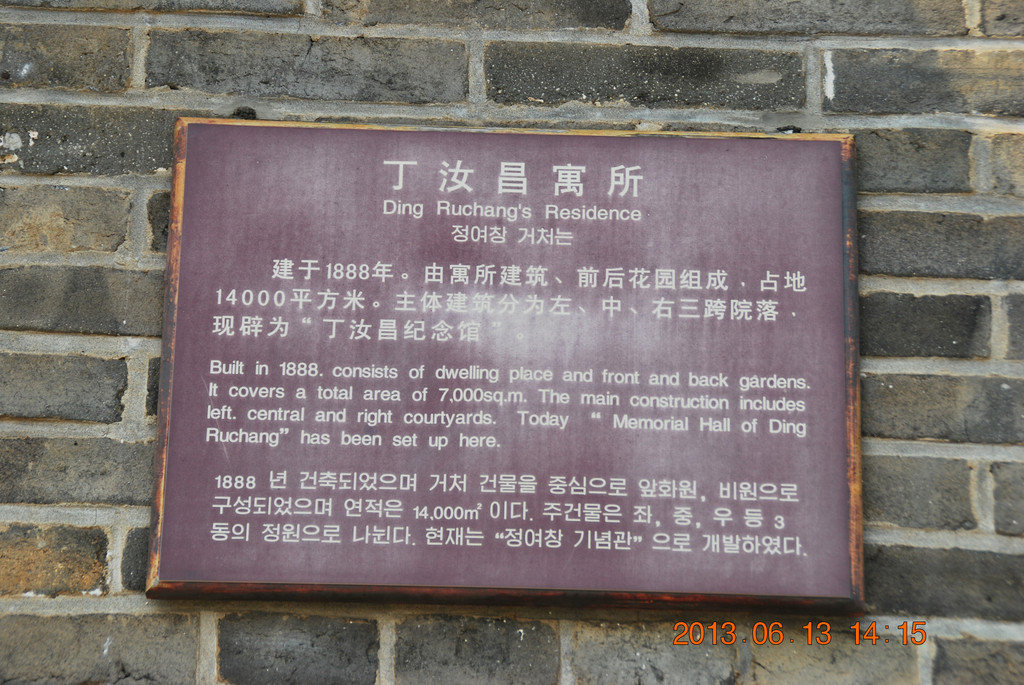 丁汝昌寓所
Ding Ruchang's Residence
정여창 거처는
建于1888年。由寓所建筑、前后花园组成，占地
14000平方米。主体建筑分为左、中、右三跨院落，
现辟为“丁汝昌纪念馆”。
Built in 1888. consists of dwelling place and front and back gardens.
It covers a total area of 7,000sq.m. The main construction includes
left. central and right courtyards. Today “ Memorial Hall of Ding
Ruchang” has been set up here.
1888 년 건축되었으며 거처 건물을 중심으로 앞화원, 비원으로
구성되었으며 연적은 14,000㎡ 이다. 주건물은 좌, 중, 우 등 3
동의 정원으로 나뉜다. 현재는 “정여창 기념관” 으로 개발하였다.
2013.06.13 14:15